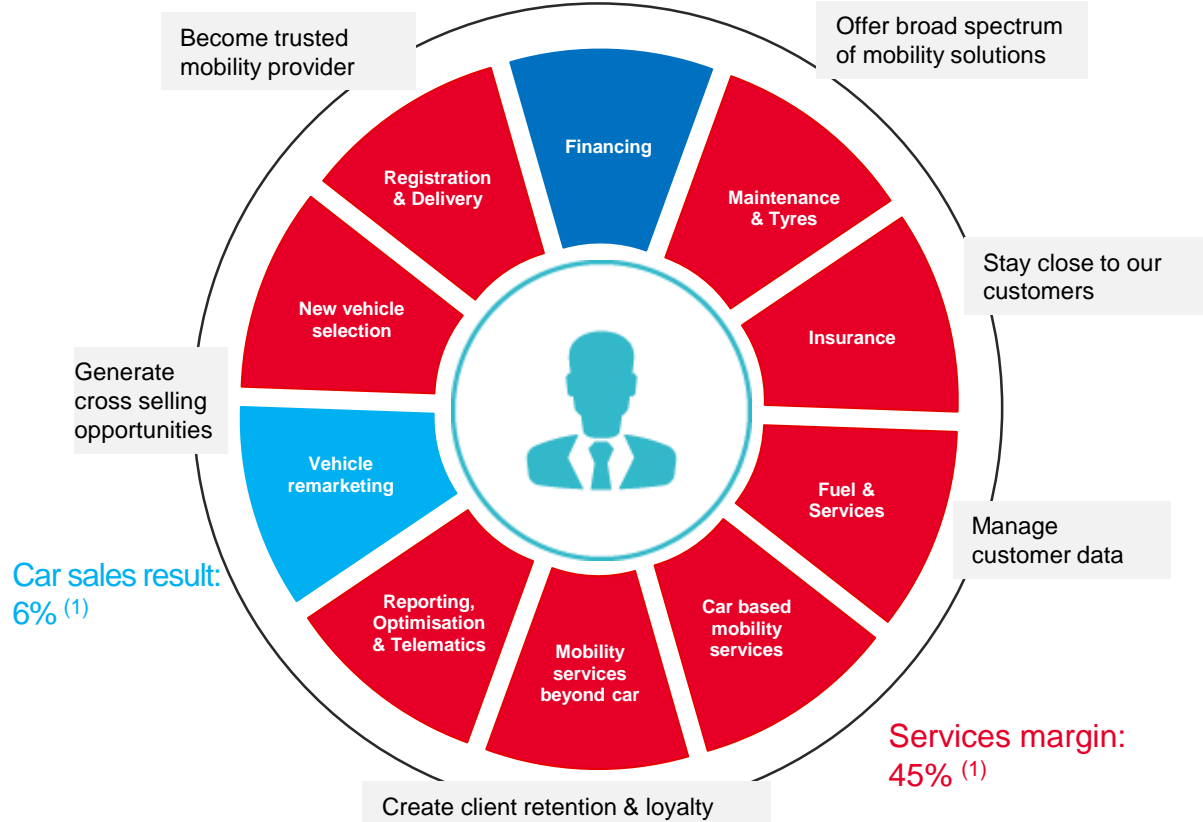 Become trusted
mobility provider
Offer broad spectrum
of mobility solutions
Financing
Registration
& Delivery
Maintenance
& Tyres
New vehicle
selection
Insurance
Stay close to our
customers
Generate
cross selling
opportunities
Vehicle
remarketing
Fuel &
Services
Manage
customer data
Car sales result:
6% (1)
Reporting,
Optimisation
& Telematics
Mobility
services
beyond car
Car based
mobility
services
Services margin:
45% (1)
Create client retention & loyalty